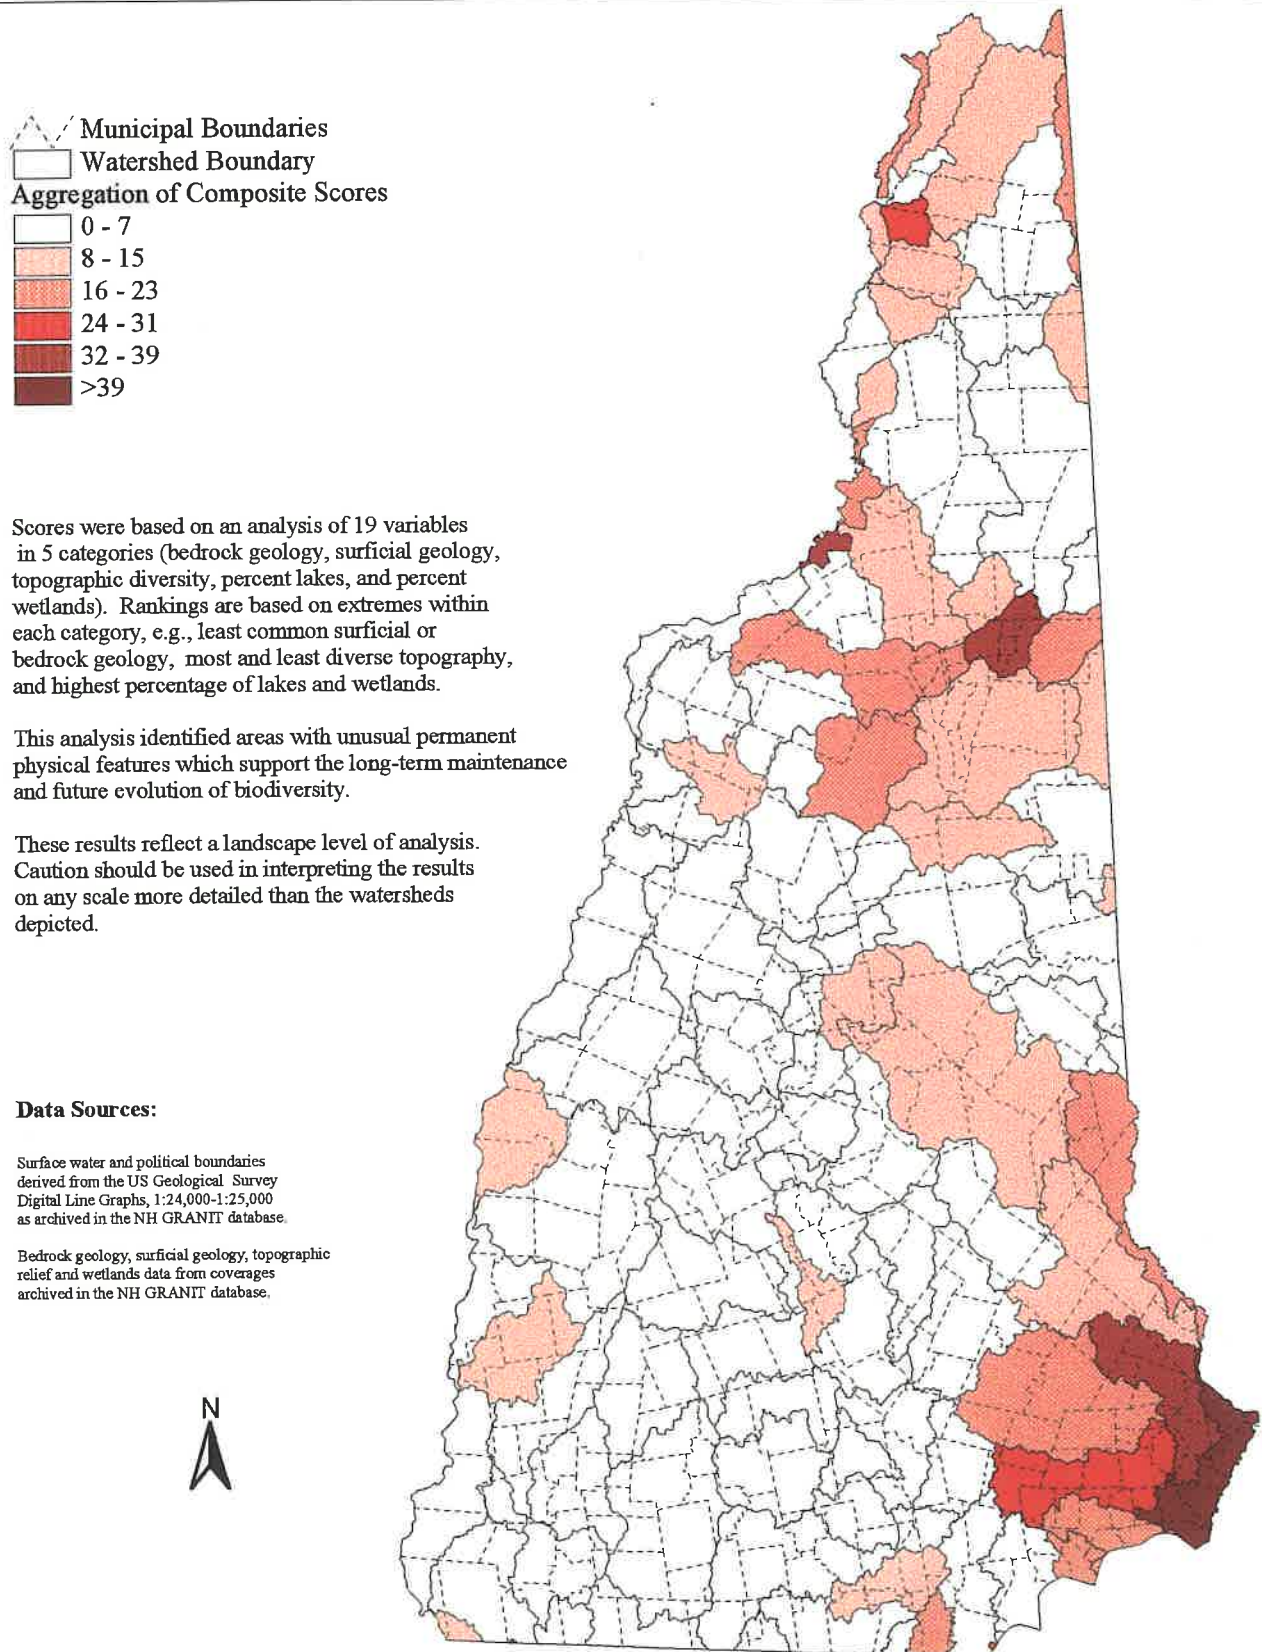 Municipal Boundaries
Watershed Boundary
Aggregation of Composite Scores
0 - 7
8 - 15
16 - 23
24 - 31
32 - 39
>39
Scores were based on an analysis of 19 variables
in 5 categories (bedrock geology, surficial geology,
topographic diversity, percent lakes, and percent
wetlands). Rankings are based on extremes within
each category, e.g., least common surficial or
bedrock geology, most and least diverse topography,
and highest percentage of lakes and wetlands.
This analysis identified areas with unusual permanent
physical features which support the long-term maintenance
and future evolution of biodiversity.
These results reflect a landscape level of analysis.
Caution should be used in interpreting the results
on any scale more detailed than the watersheds
depicted.
Data Sources:
Surface water and political boundaries
derived from the US Geological Survey
Digital Line Graphs, 1:24,000-1:25,000
as archived in the NH GRANIT database.
Bedrock geology, surficial geology, topographic
relief and wetlands data from coverages
archived in the NH GRANIT database.
N